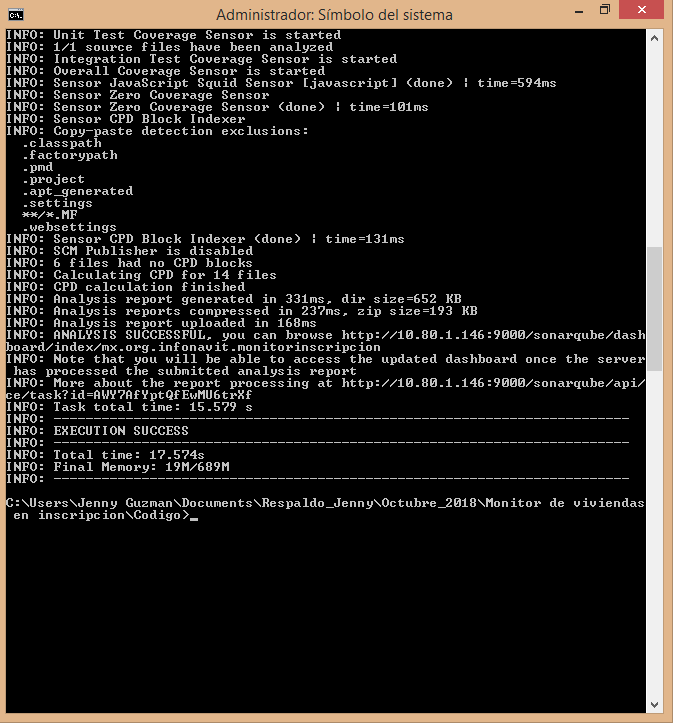 Administrador: Símbolo del sistema
INFO: Unit Test Coverage Sensor is started
INFO: 1/1 source files have been analyzed
INFO: Integration Test Coverage Sensor is started
INFO: Overall Coverage Sensor is started
INFO: Sensor JavaScript Squid Sensor [javascript] (done) ¦ time=594ms
INFO: Sensor Zero Coverage Sensor
INFO: Sensor Zero Coverage Sensor (done) ¦ time=101ms
INFO: Sensor CPD Block Indexer
INFO: Copy-paste detection exclusions:
  .classpath
  .factorypath
  .pmd
  .project
  .apt_generated
  .settings
  **/*.MF
  .websettings
INFO: Sensor CPD Block Indexer (done) ¦ time=131ms
INFO: SCM Publisher is disabled
INFO: 6 files had no CPD blocks
INFO: Calculating CPD for 14 files
INFO: CPD calculation finished
INFO: Analysis report generated in 331ms, dir size=652 KB
INFO: Analysis reports compressed in 237ms, zip size=193 KB
INFO: Analysis report uploaded in 168ms
INFO: ANALYSIS SUCCESSFUL, you can browse http://10.80.1.146:9000/sonarqube/dash
board/index/mx.org.infonavit.monitorinscripcion
INFO: Note that you will be able to access the updated dashboard once the server
 has processed the submitted analysis report
INFO: More about the report processing at http://10.80.1.146:9000/sonarqube/api/
ce/task?id=AWY7AfYptQfEwMU6trXf
INFO: Task total time: 15.579 s
INFO: ------------------------------------------------------------------------
INFO: EXECUTION SUCCESS
INFO: ------------------------------------------------------------------------
INFO: Total time: 17.574s
INFO: Final Memory: 19M/689M
INFO: ------------------------------------------------------------------------
C:\Users\Jenny Guzman\Documents\Respaldo_Jenny\Octubre_2018\Monitor de viviendas
 en inscripcion\Codigo>_